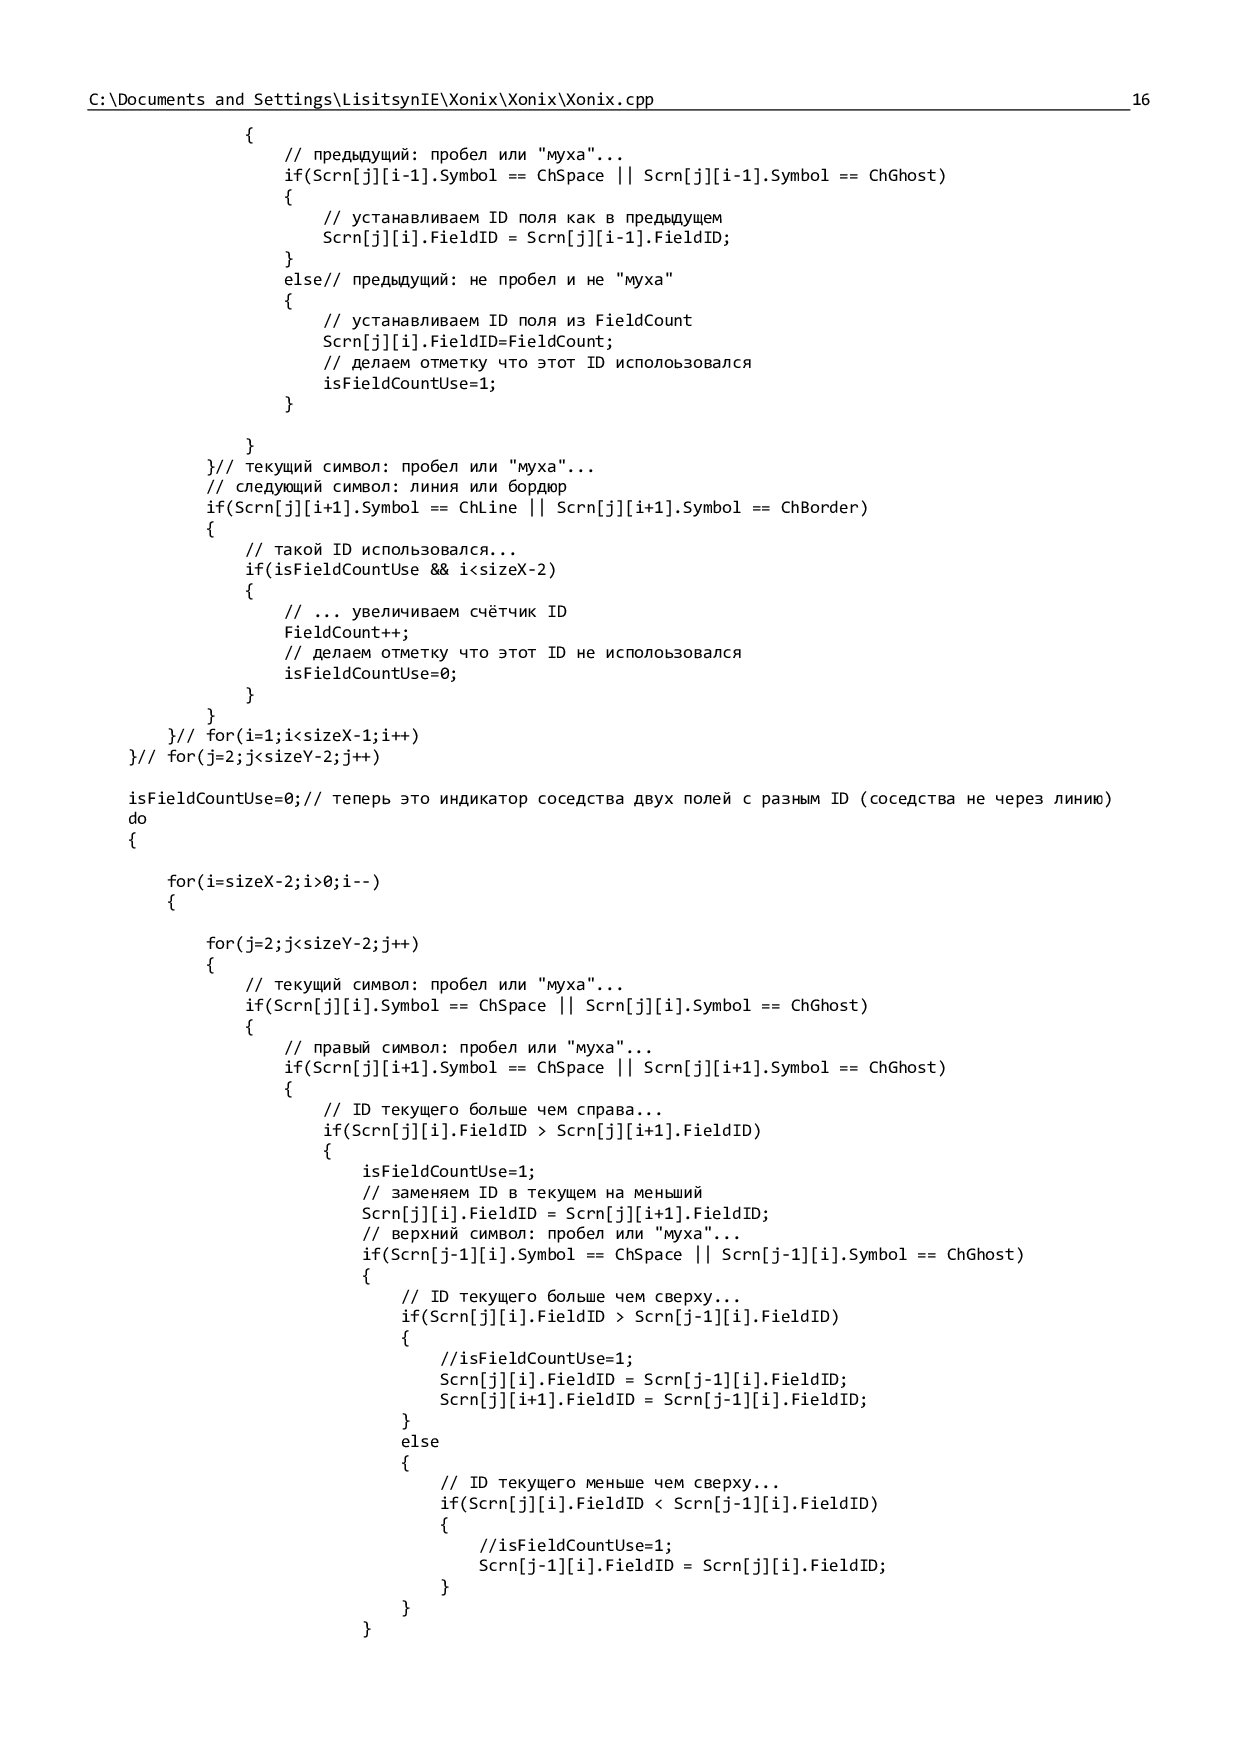 C:\Documents and Settings\LisitsynIE\Xonix\Xonix\Xonix.cpp 16
{
// предыдущий: пробел или "муха"...
if(Scrn[j][i-1].Symbol == ChSpace || Scrn[j][i-1].Symbol == ChGhost)
{
// устанавливаем ID поля как в предыдущем
Scrn[j][i].FieldID = Scrn[j][i-1].FieldID;
}
else// предыдущий: не пробел и не "муха"
{
// устанавливаем ID поля из FieldCount
Scrn[j][i].FieldID=FieldCount;
// делаем отметку что этот ID исполоьзовался
isFieldCountUse=1;
}
}
}// текущий символ: пробел или "муха"...
// следующий символ: линия или бордюр
if(Scrn[j][i+1].Symbol == ChLine || Scrn[j][i+1].Symbol == ChBorder)
{
// такой ID использовался...
if(isFieldCountUse && i<sizeX-2)
{
// ... увеличиваем счётчик ID
FieldCount++;
// делаем отметку что этот ID не исполоьзовался
isFieldCountUse=0;
}
}
}// for(i=1;i<sizeX-1;i++)
}// for(j=2;j<sizeY-2;j++)
isFieldCountUse=0;// теперь это индикатор соседства двух полей с разным ID (соседства не через линию)
do
{
for(i=sizeX-2;i>0;i--)
{
for(j=2;j<sizeY-2;j++)
{
// текущий символ: пробел или "муха"...
if(Scrn[j][i].Symbol == ChSpace || Scrn[j][i].Symbol == ChGhost)
{
// правый символ: пробел или "муха"...
if(Scrn[j][i+1].Symbol == ChSpace || Scrn[j][i+1].Symbol == ChGhost)
{
// ID текущего больше чем справа...
if(Scrn[j][i].FieldID > Scrn[j][i+1].FieldID)
{
isFieldCountUse=1;
// заменяем ID в текущем на меньший
Scrn[j][i].FieldID = Scrn[j][i+1].FieldID;
// верхний символ: пробел или "муха"...
if(Scrn[j-1][i].Symbol == ChSpace || Scrn[j-1][i].Symbol == ChGhost)
{
// ID текущего больше чем сверху...
if(Scrn[j][i].FieldID > Scrn[j-1][i].FieldID)
{
//isFieldCountUse=1;
Scrn[j][i].FieldID = Scrn[j-1][i].FieldID;
Scrn[j][i+1].FieldID = Scrn[j-1][i].FieldID;
}
else
{
// ID текущего меньше чем сверху...
if(Scrn[j][i].FieldID < Scrn[j-1][i].FieldID)
{
//isFieldCountUse=1;
Scrn[j-1][i].FieldID = Scrn[j][i].FieldID;
}
}
}